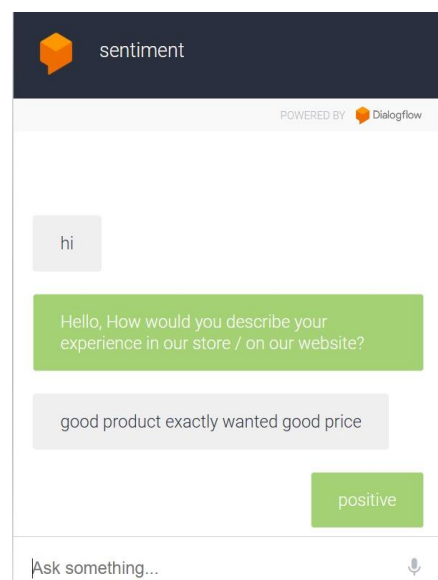 sentiment
POWERED BY Dialogflow
hi
Hello, How would you describe your
experience in our store / on our website?
good product exactly wanted good price
positive
Ask something...